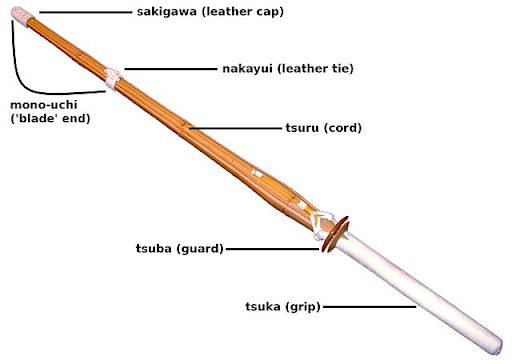 sakigawa (leather cap)
nakayui (leather tie)
mono-uchi
('blade' end)
tsuru (cord)
tsuba (guard)
tsuka (grip)